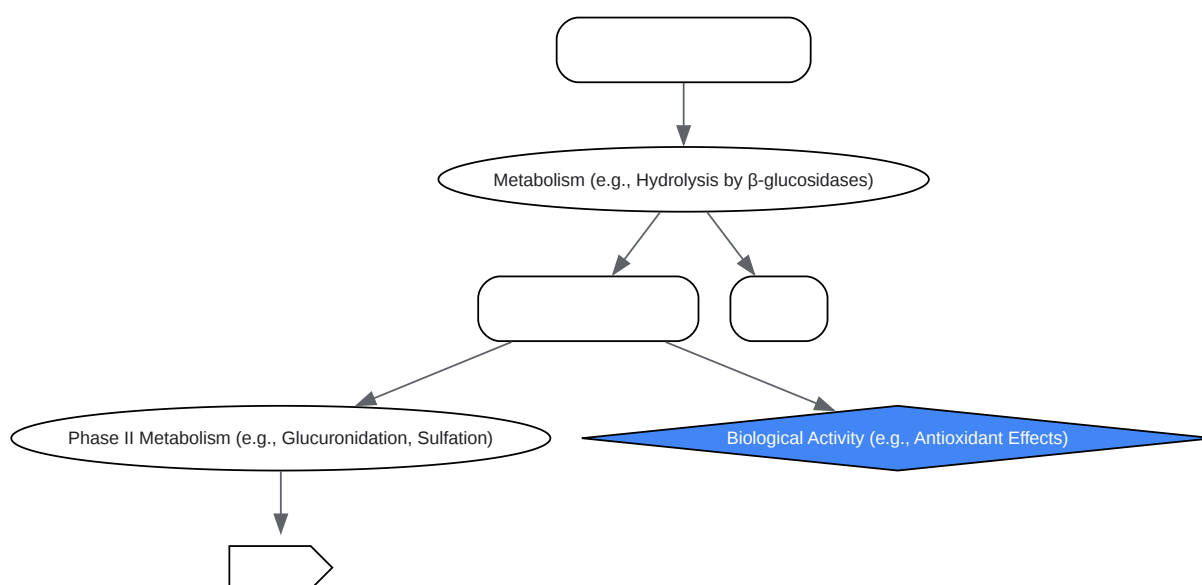 Metabolism (e.g., Hydrolysis by β-glucosidases)
Phase II Metabolism (e.g., Glucuronidation, Sulfation)
Biological Activity (e.g., Antioxidant Effects)